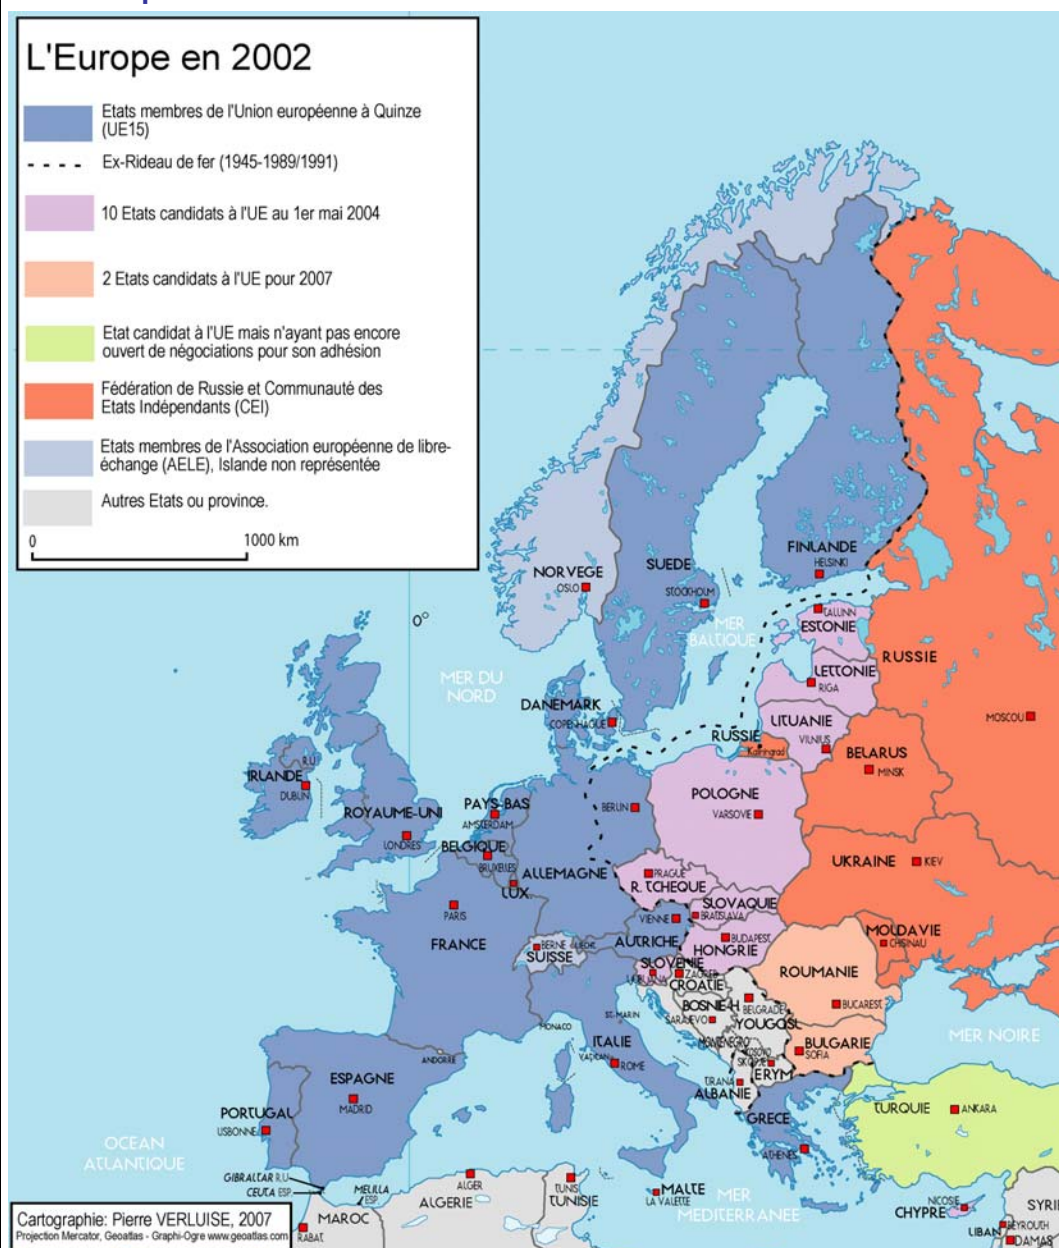 L'Europe en 2002
Etats membres de l'Union européenne à Quinze
(UE15)
Ex-Rideau de fer (1945-1989/1991)
10 Etats candidats à l'UE au 1er mai 2004
2 Etats candidats à l'UE pour 2007
Etat candidat à l'UE mais n'ayant pas encore
ouvert de négociations pour son adhésion
Fédération de Russie et Communauté des
Etats Indépendants (CEI)
Etats membres de l'Association européenne de libre-
échange (AELE), Islande non représentée
Autres Etats ou province.
0 1000 km
FINLANDE
HELSINKI
SUEDE
STOCKHOLM
NORVEGE
OSLO
0°
MER
BALTIQUE
TALLINN
ESTONIE
RUSSIE
LETTONIE
RIGA
MER DU
NORD
DANEMARK
COPENHAGUE
LITUANIE
VILNIUS
MOSCOU
RUSSIE
Kaliningrad
BELARUS
MINSK
R.U
IRLANDE
DUBLIN
ROYAUME-UNI
LONDRES
PAYS-BAS
AMSTERDAM
BERLIN
POLOGNE
VARSOVIE
BELGIQUE
BRUXELLES
ALLEMAGNE
LUX.
PRAGUE
R. TCHEQUE
UKRAINE
KIEV
SLOVAQUIE
BRATISLAVA
PARIS
FRANCE
VIENNE
AUTRICHE
BUDAPEST
HONGRIE
MOLDAVIE
CHISINAU
BERNE
LIECHT.
SUISSE
SLOVENIE
LJUBLJANA
ZAGREB
CROATIE
ROUMANIE
BUCAREST
BOSNIE-H
SARAJEVO
BELGRADE
YOUGOSL
ST-MARIN
MONACO
ITALIE
VATICAN
ROME
MONTENEGRO
KOSOVO
SKOPJE
ERYM
BULGARIE
SOFIA
MER NOIRE
ANDORRE
ESPAGNE
MADRID
TIRANA
ALBANIE
GRECE
ATHENES
TURQUIE
ANKARA
PORTUGAL
LISBONNE
OCEAN
ATLANTIQUE
GIBRALTAR R.U
CEUTA ESP.
MELILLA
ESP.
ALGER
ALGERIE
TUNIS
TUNISIE
MALTE
LA VALETTE
MER
MEDITERRANEE
NICOSIE
CHYPRE
SYRIE
LIBAN
BEYROUTH
DAMAS
MAROC
RABAT
Cartographie: Pierre VERLUISE, 2007
Projection Mercator, Geoatlas - Graphi-Ogre www.geoatlas.com